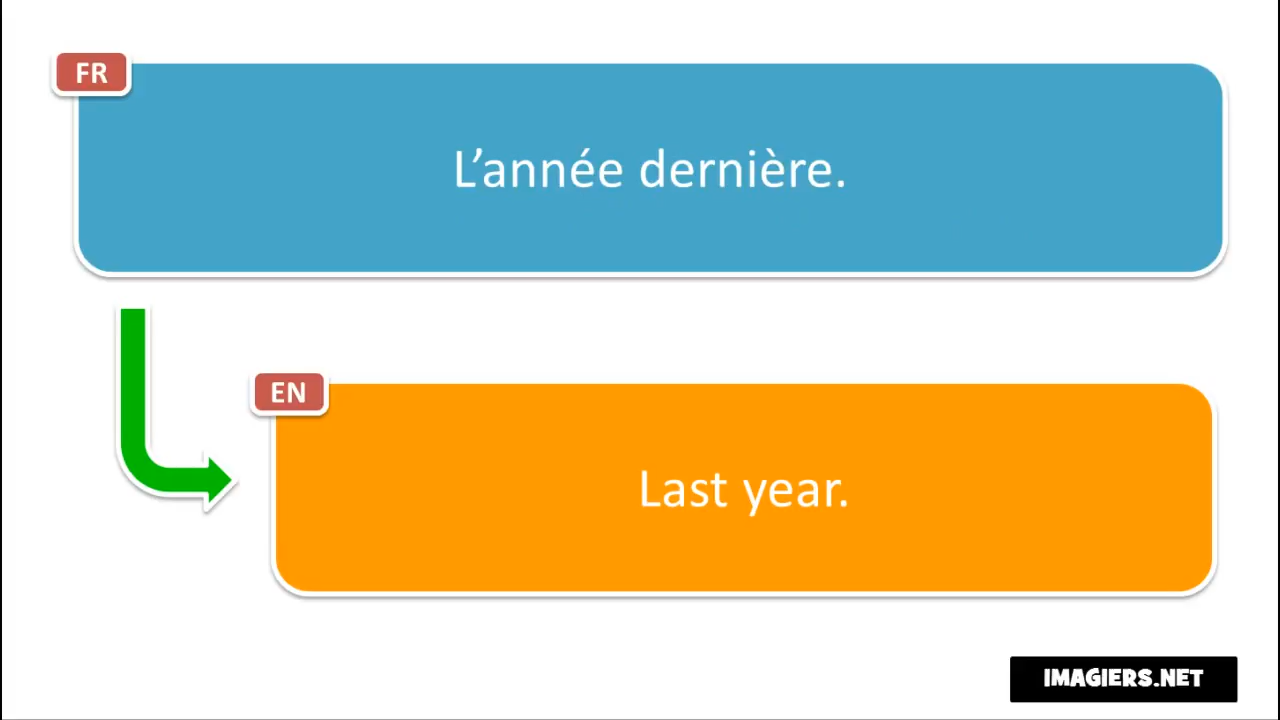 FR
L’année dernière.
EN
Last year.
IMAGIERS.NET